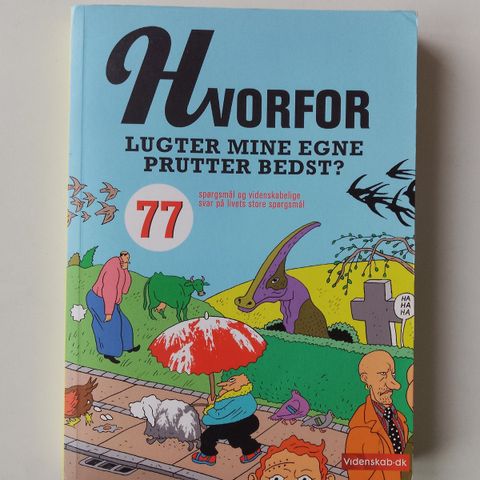 HVORFOR
LUGTER MINE EGNE
PRUTTER BEDST?
77
spørgsmål og videnskabelige
svar på livets store spørgsmål
HA
HA
HA
Videnskab.dk